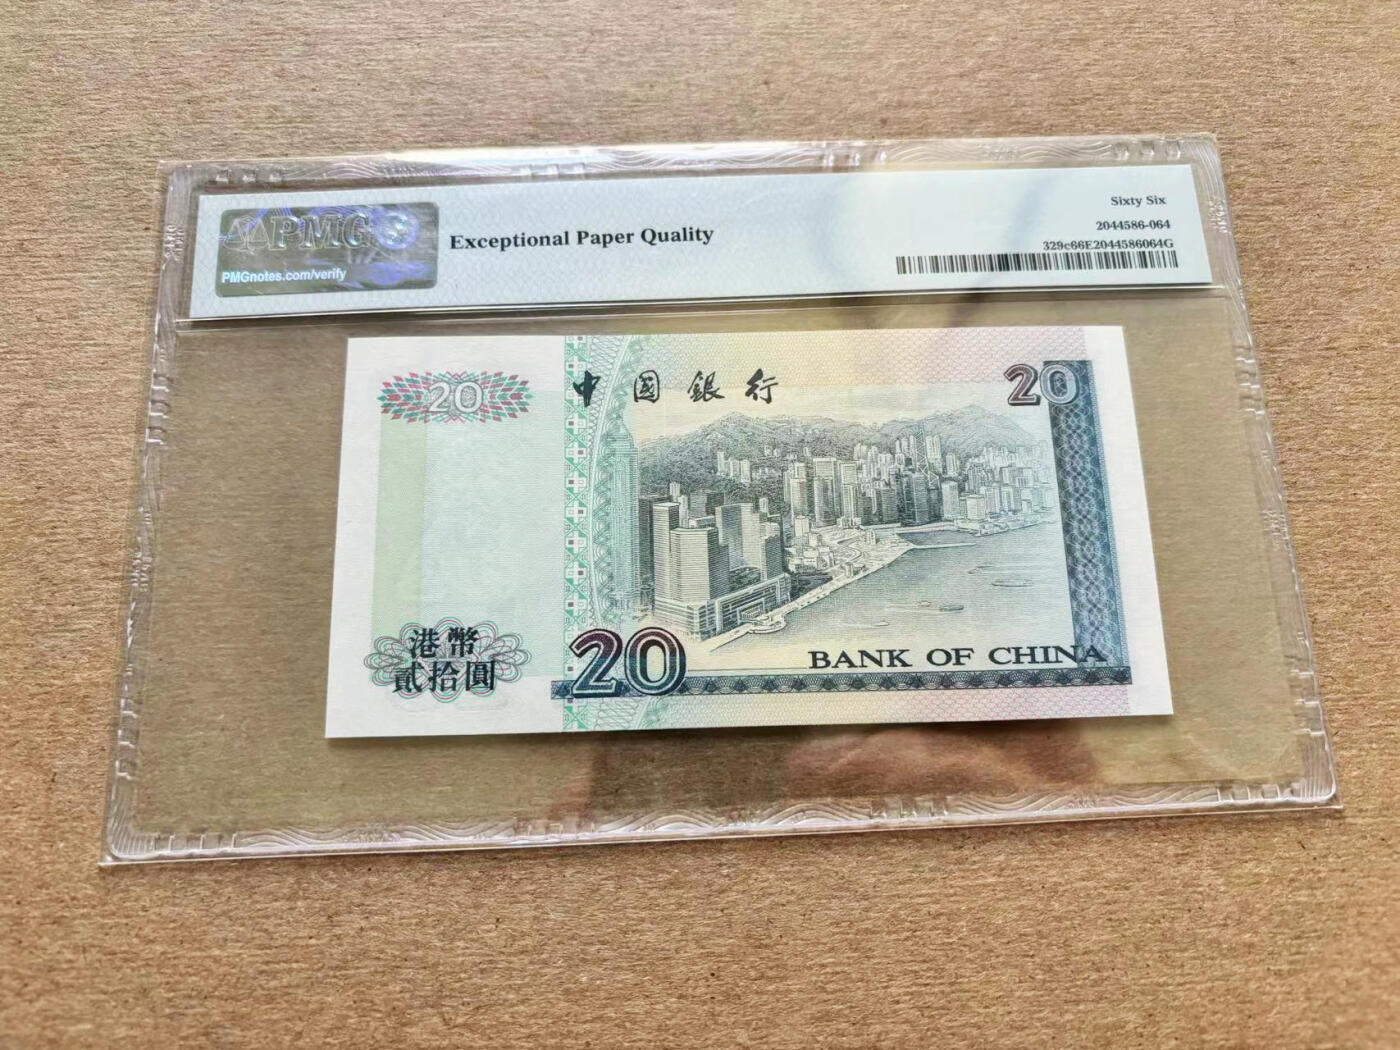 PMG
PMGnotes.com/verify
Exceptional Paper Quality
Sixty Six
2044586-064
329c66E2044586064G
20
中國銀行
20
港幣
貳拾圓
20
BANK OF CHINA